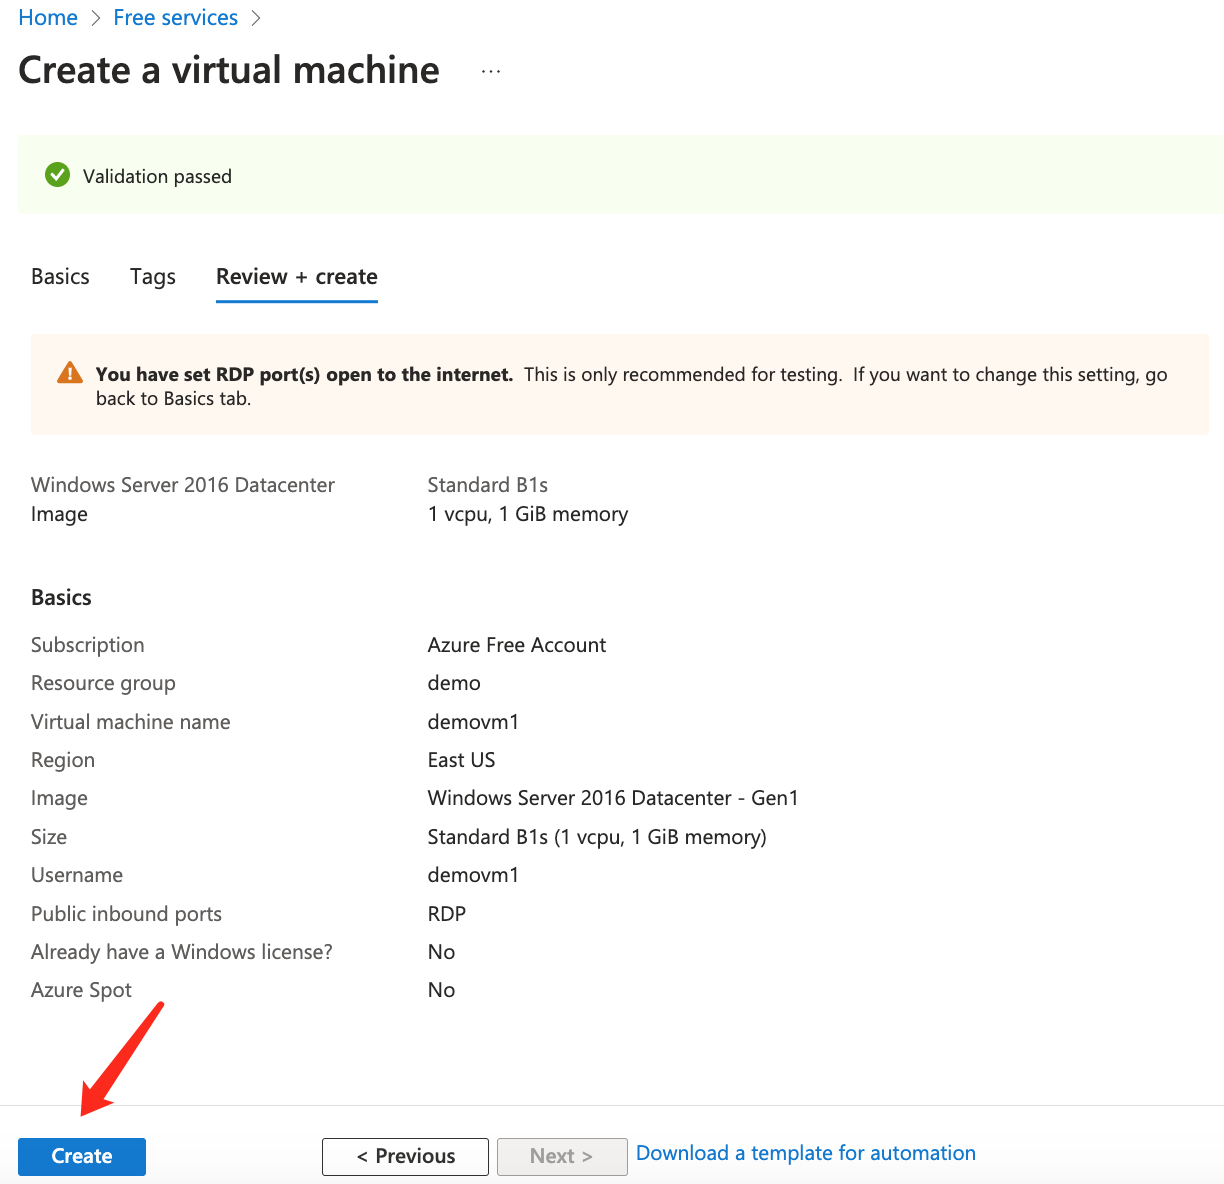 Home > Free services >
Create a virtual machine ...
Validation passed
Basics Tags Review + create
You have set RDP port(s) open to the internet. This is only recommended for testing. If you want to change this setting, go
back to Basics tab.
Windows Server 2016 Datacenter Standard B1s
Image 1 vcpu, 1 GiB memory
Basics
Subscription Azure Free Account
Resource group demo
Virtual machine name demovm1
Region East US
Image Windows Server 2016 Datacenter - Gen1
Size Standard B1s (1 vcpu, 1 GiB memory)
Username demovm1
Public inbound ports RDP
Already have a Windows license? No
Azure Spot No
Create < Previous Next > Download a template for automation